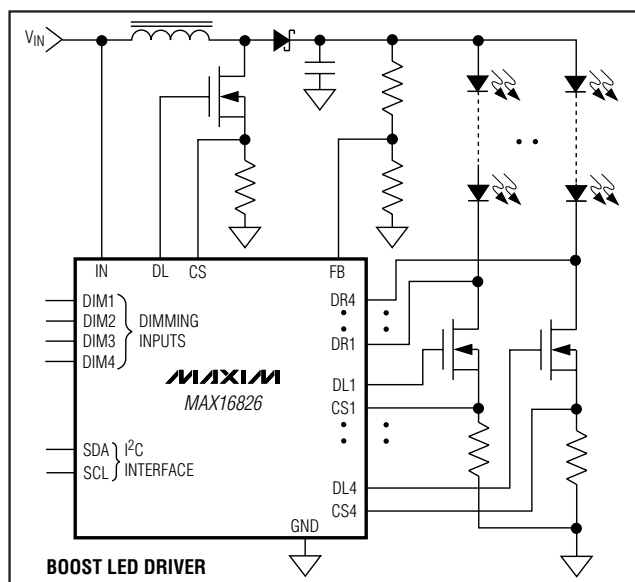 VIN
IN
DL
CS
FB
DIM1
DIM2
DIM3
DIM4
DIMMING
INPUTS
MAXIM
MAX16826
SDA
SCL
I2C
INTERFACE
DR4
DR1
DL1
CS1
DL4
CS4
GND
BOOST LED DRIVER